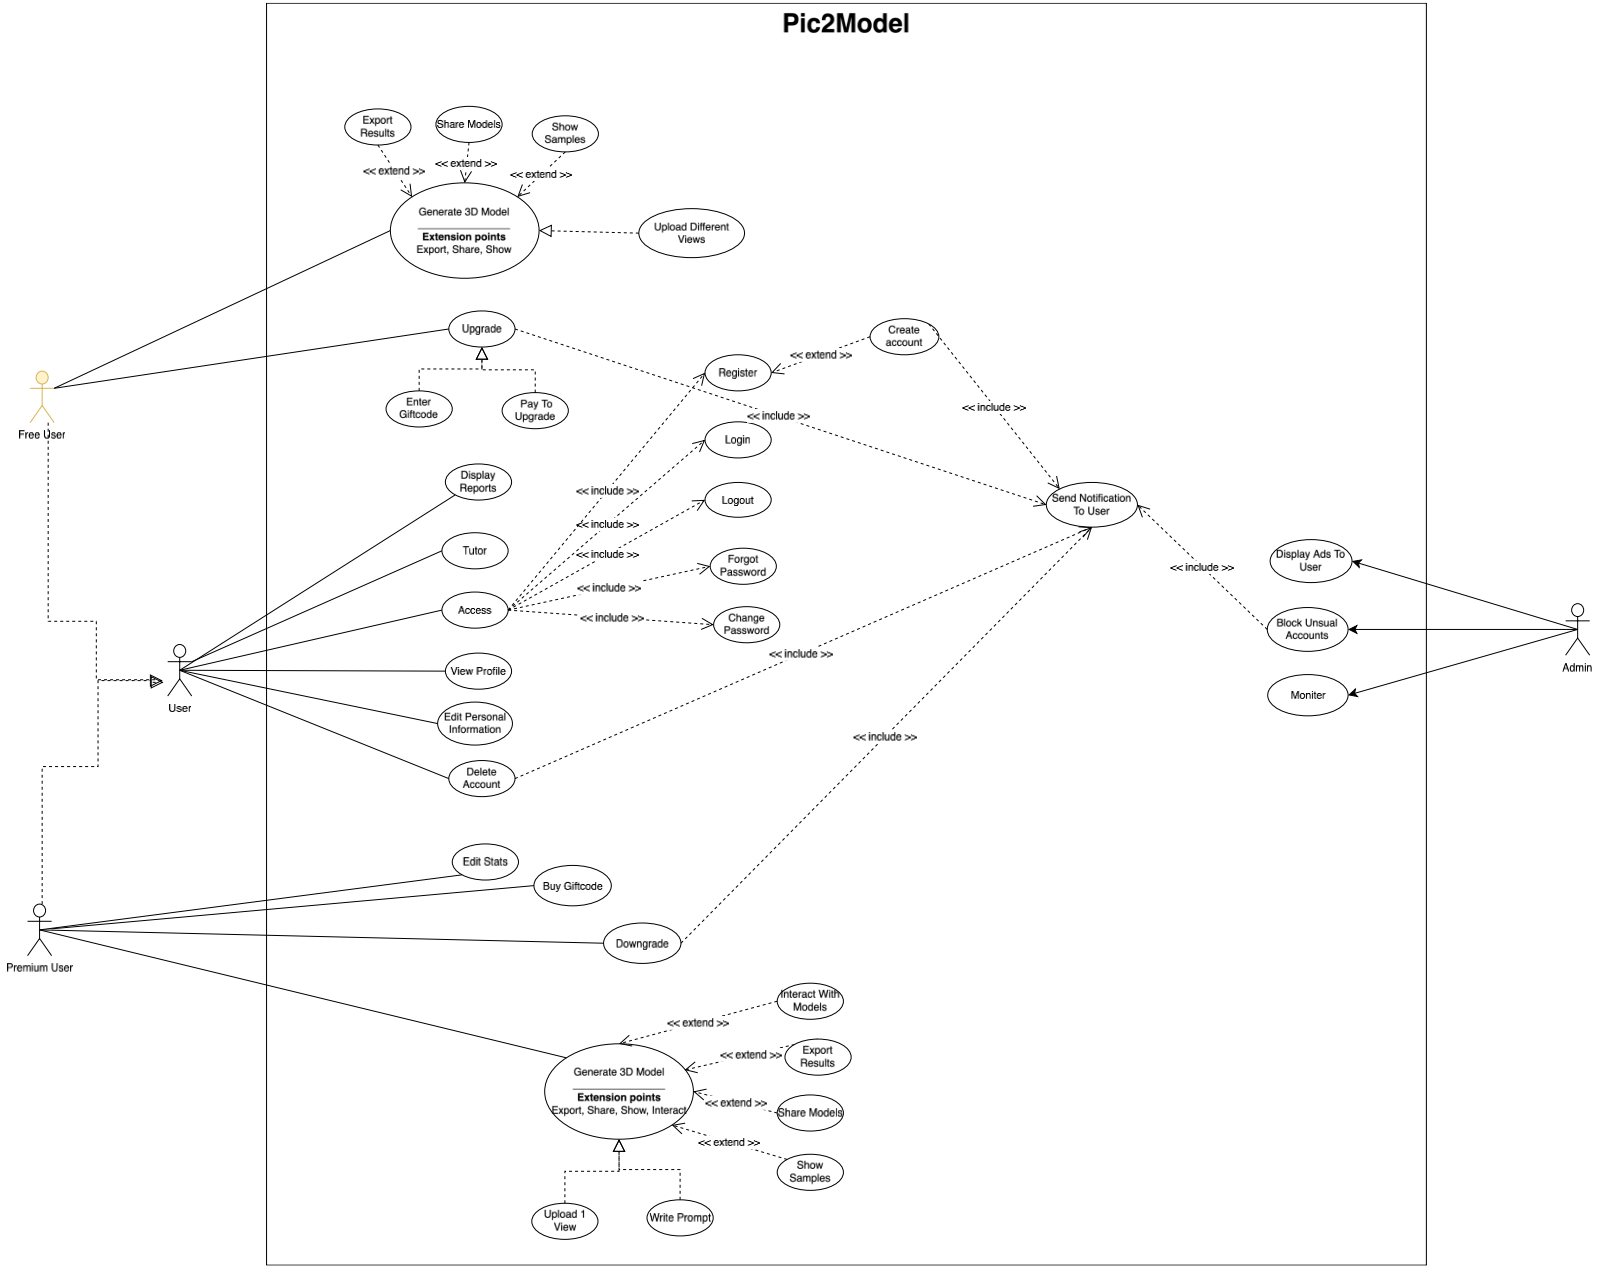 Pic2Model
Export
Results
Share Models
Show
Samples
<< extend >>
<< extend >>
<< extend >>
Generate 3D Model
Extension points
Export, Share, Show
Upload Different
Views
Upgrade
Enter
Giftcode
Pay To
Upgrade
Free User
Create
account
<< extend >>
Register
<< include >>
<< include >>
Login
Display
Reports
<< include >>
Logout
Send Notification
To User
<< include >>
Tutor
<< include >>
Forgot
Password
<< include >>
Display Ads To
User
<< include >>
Access
<< include >>
Change
Password
Block Unsual
Accounts
Admin
<< include >>
View Profile
User
Moniter
Edit Personal
Information
<< include >>
Delete
Account
Edit Stats
Buy Giftcode
Downgrade
Premium User
Interact With
Models
<< extend >>
Export
Results
<< extend >>
Generate 3D Model
Extension points
Export, Share, Show, Interact
<< extend >>
Share Models
<< extend >>
Show
Samples
Upload 1
View
Write Prompt